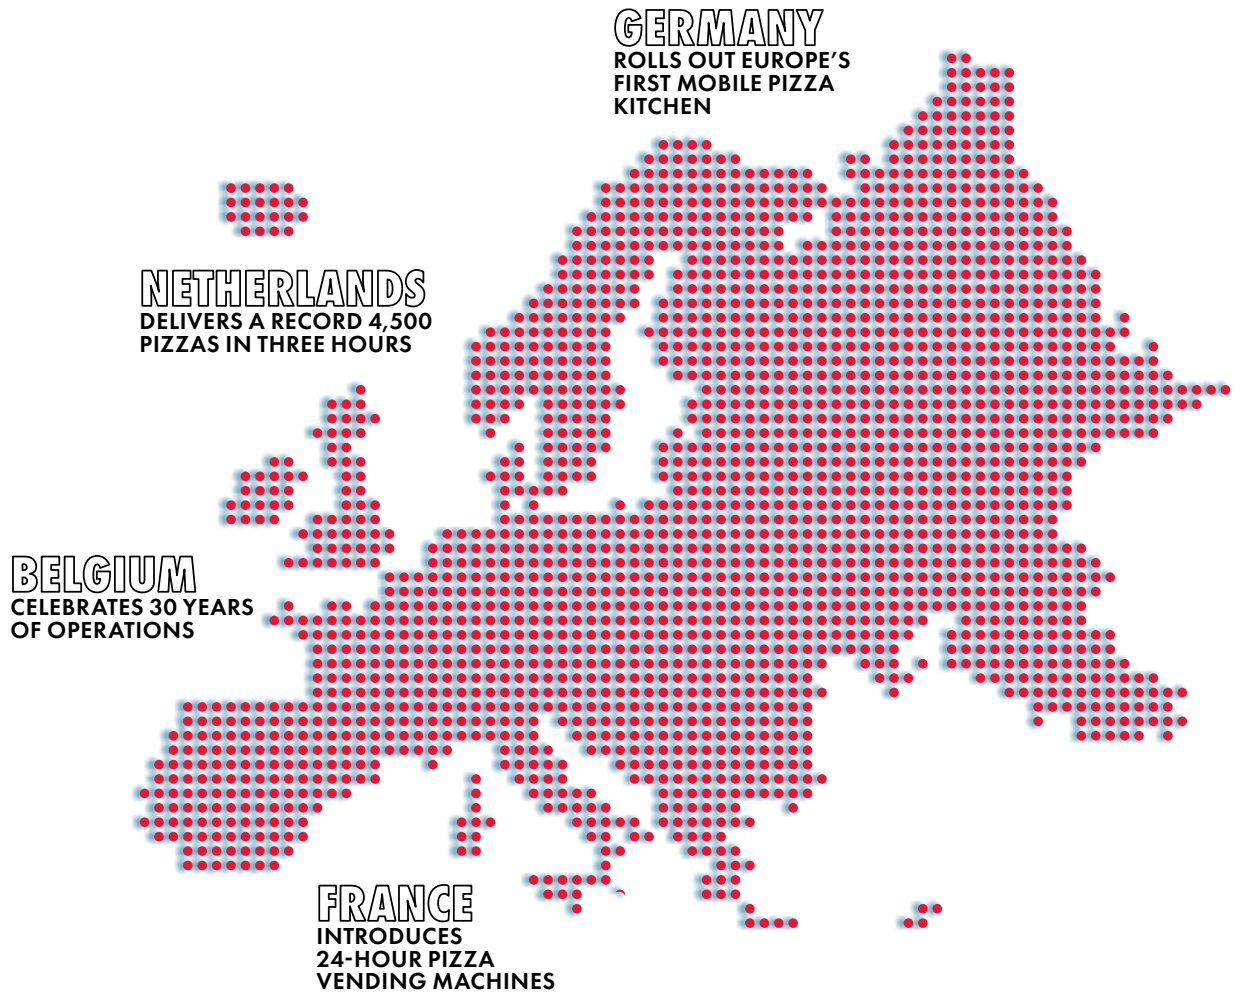 GERMANY
ROLLS OUT EUROPE’S
FIRST MOBILE PIZZA
KITCHEN
NETHERLANDS
DELIVERS A RECORD 4,500
PIZZAS IN THREE HOURS
BELGIUM
CELEBRATES 30 YEARS
OF OPERATIONS
FRANCE
INTRODUCES
24-HOUR PIZZA
VENDING MACHINES